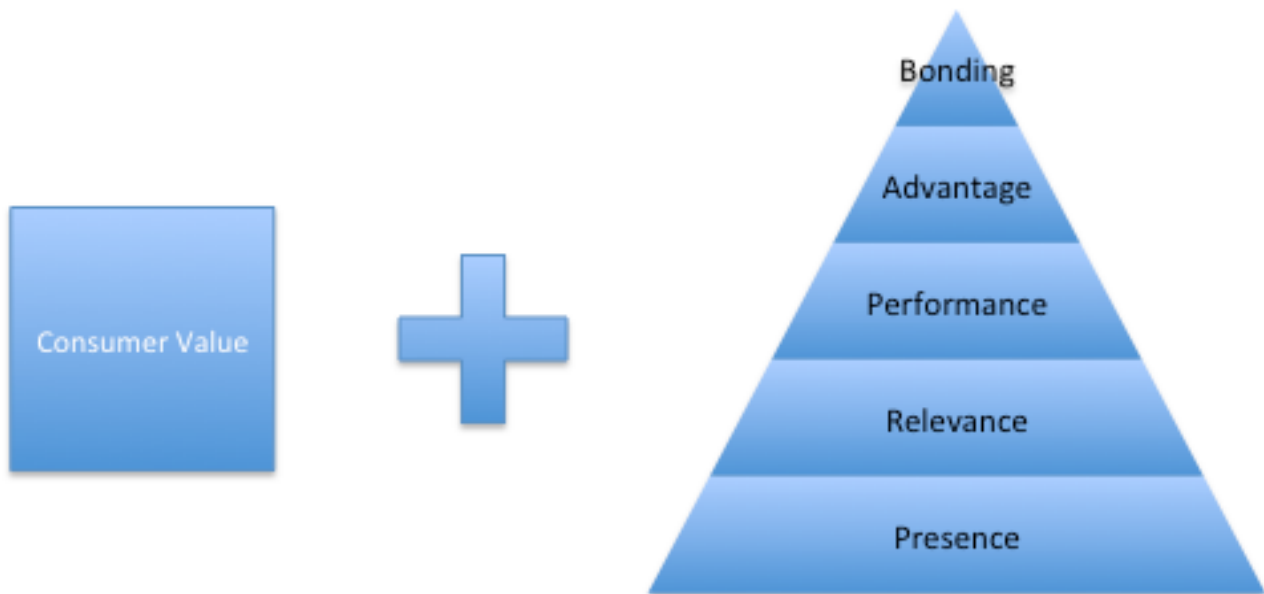 Consumer Value
Bonding
Advantage
Performance
Relevance
Presence